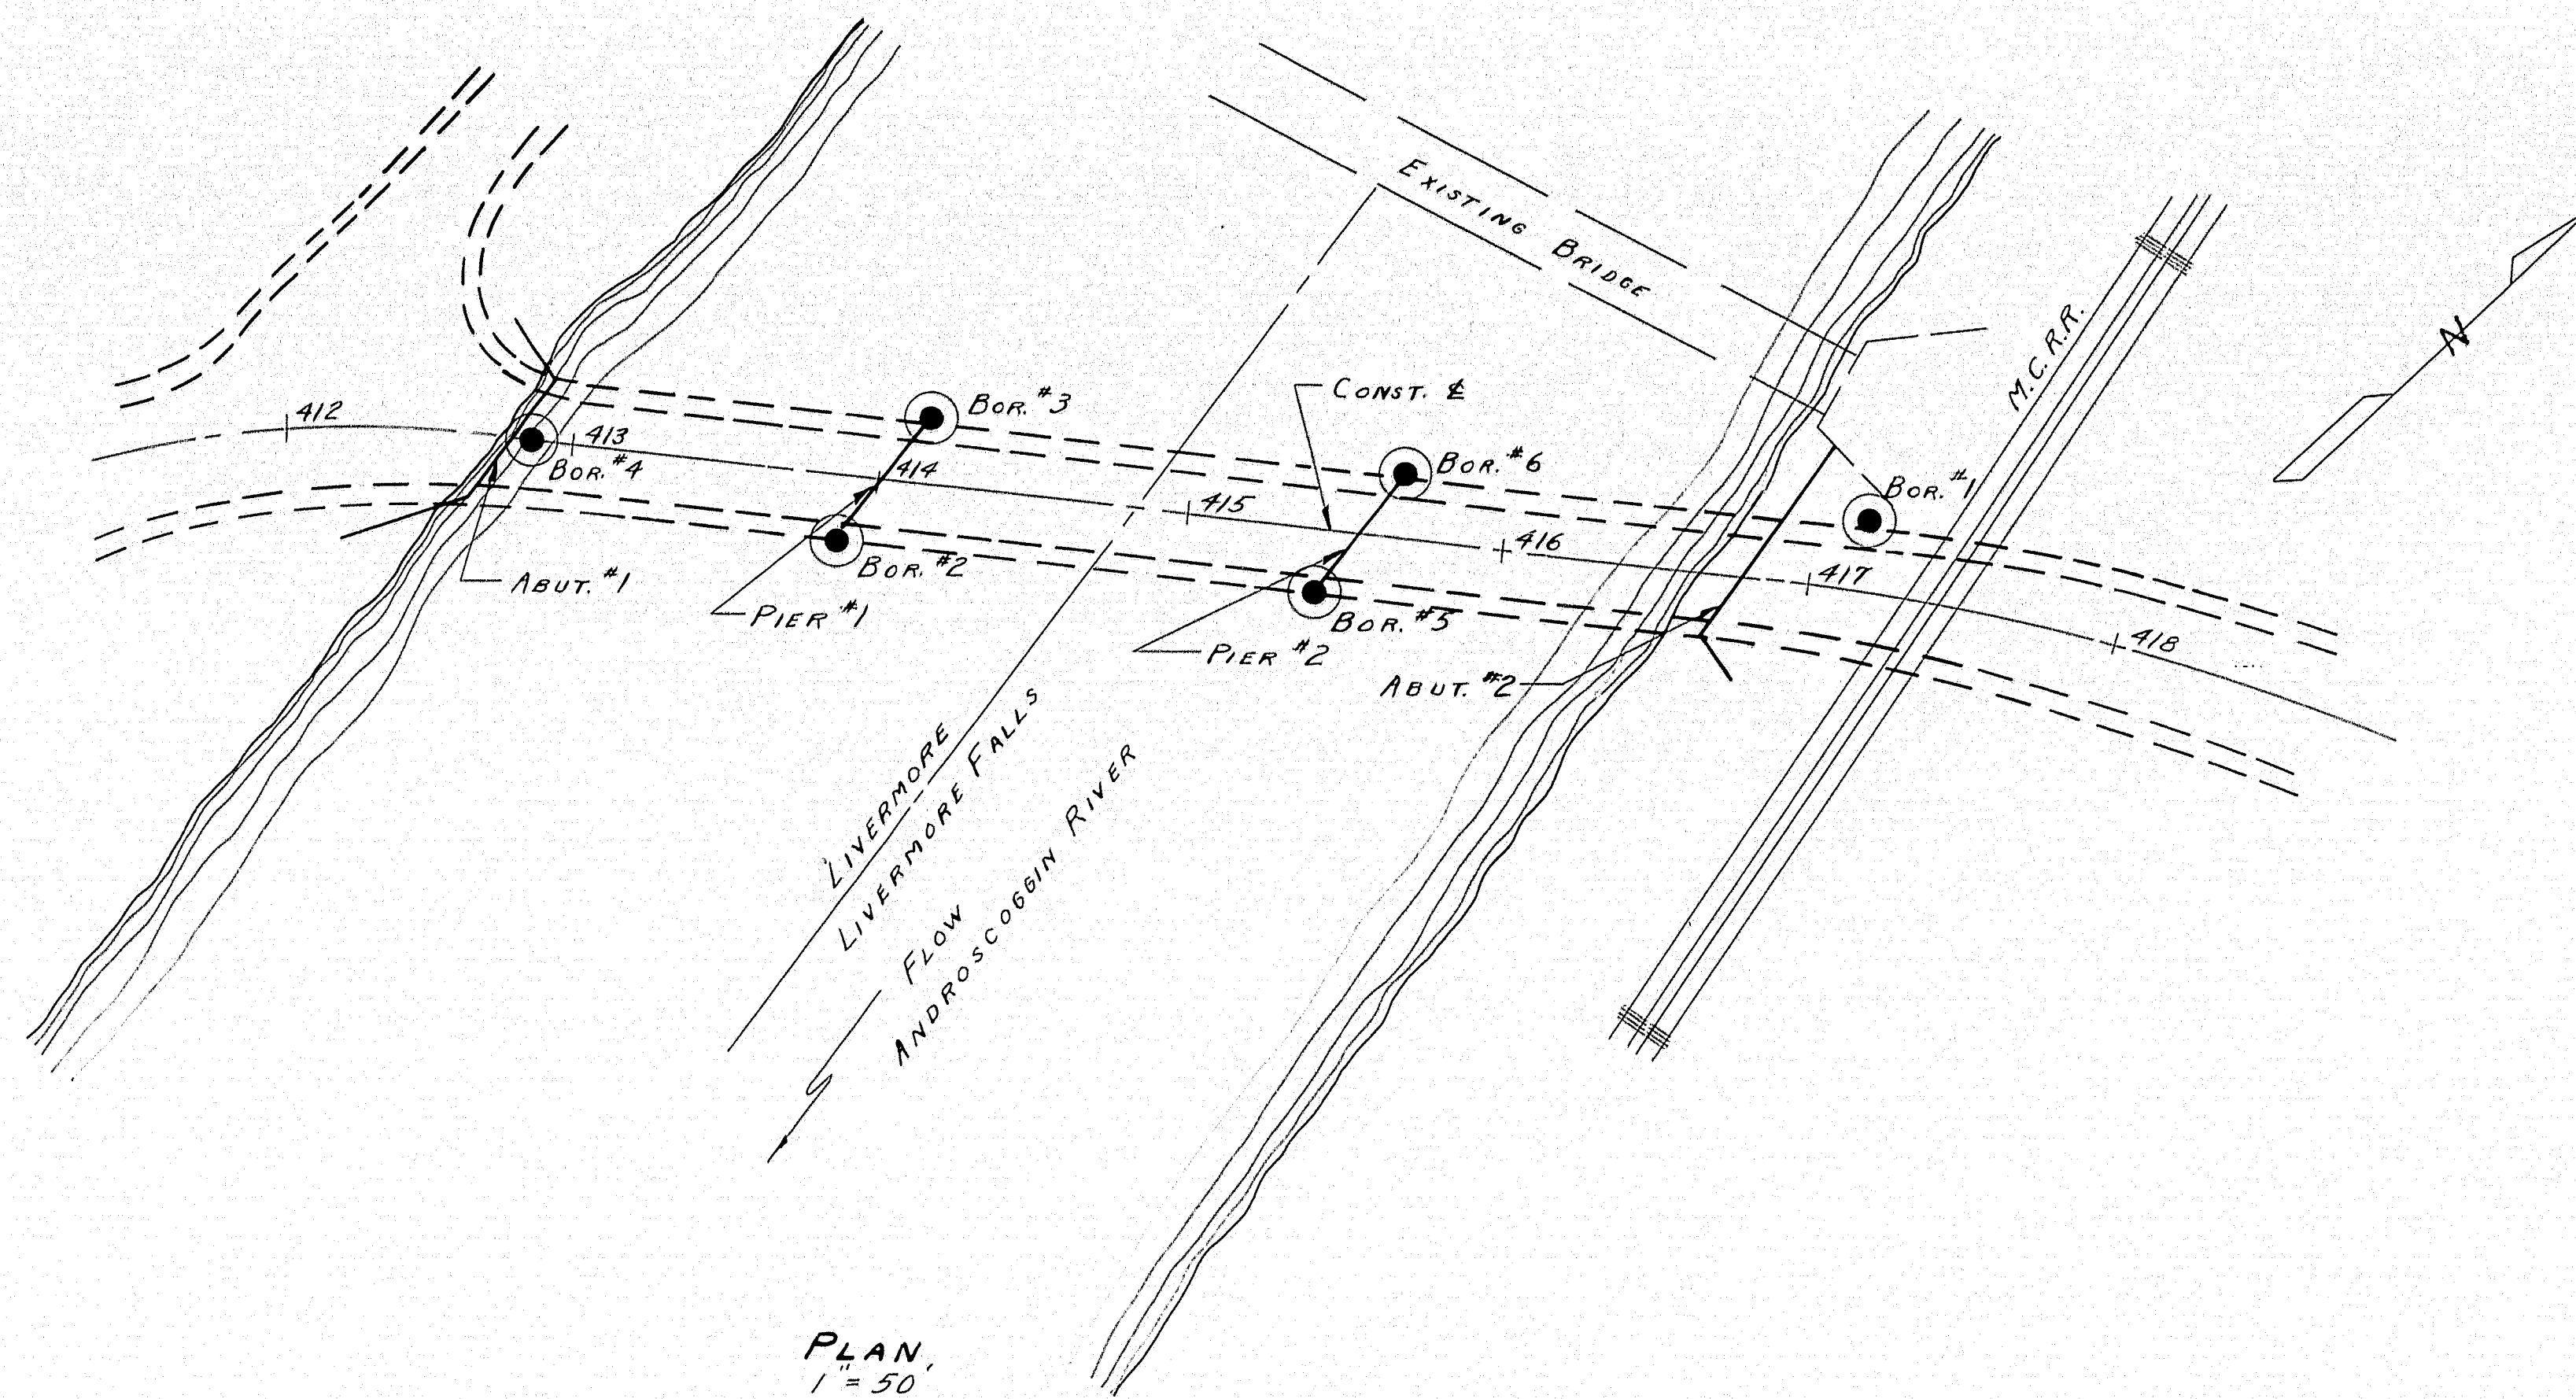 EXISTING BRIDGE
M.C.R.R.
N
412
413
BOR. #4
BOR. #3
414
CONST. ℄
BOR. #6
415
BOR. #1
416
417
418
ABUT. #1
BOR. #2
PIER #1
BOR. #5
PIER #2
ABUT. #2
LIVERMORE
LIVERMORE FALLS
FLOW
ANDROSCOGGIN RIVER
PLAN
1" = 50'